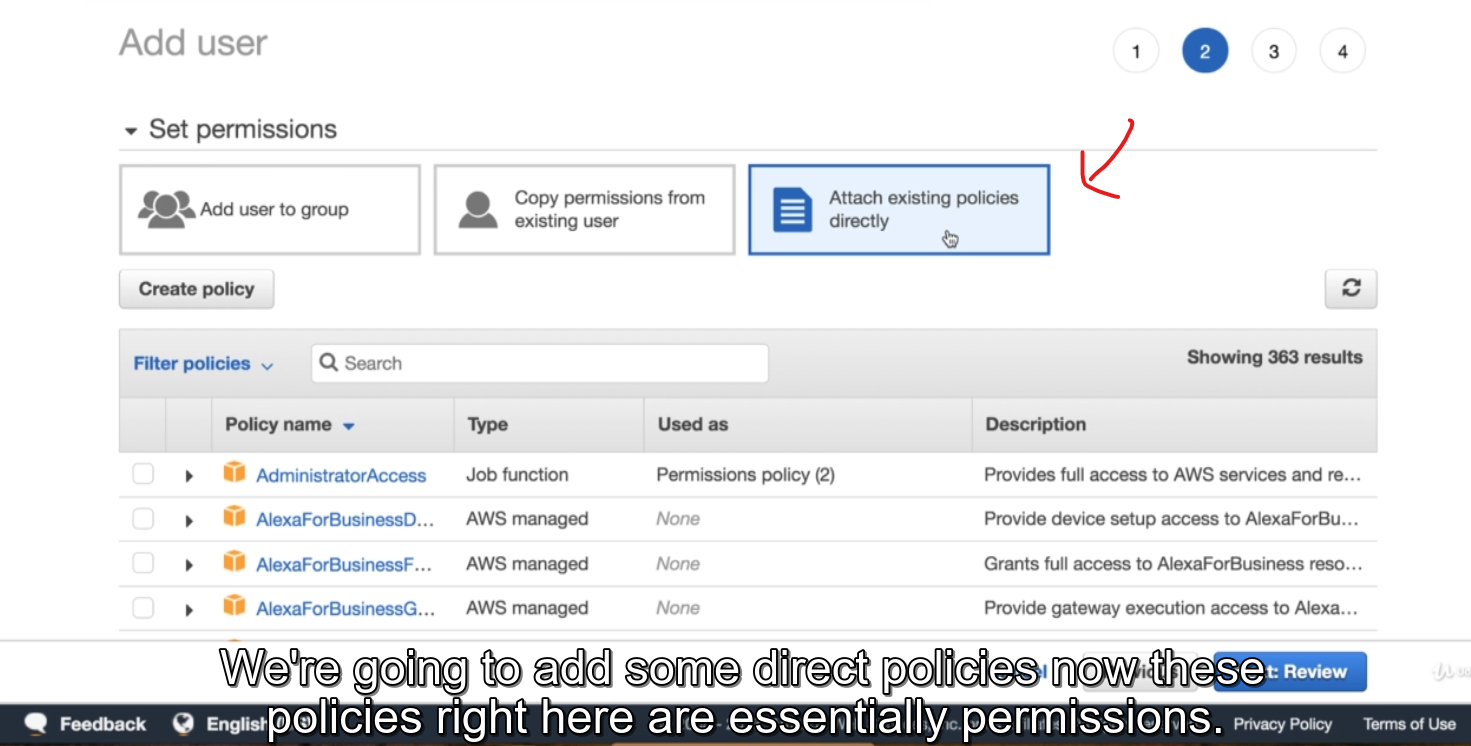 Add user
1 2 3 4
Set permissions
Add user to group
Copy permissions from
existing user
Attach existing policies
directly
Create policy
Filter policies
Search
Showing 363 results
Policy name Type Used as Description
AdministratorAccess Job function Permissions policy (2) Provides full access to AWS services and re...
AlexaForBusinessD... AWS managed None Provide device setup access to AlexaForBu...
AlexaForBusinessF... AWS managed None Grants full access to AlexaForBusiness reso...
AlexaForBusinessG... AWS managed None Provide gateway execution access to Alexa...
Review
We're going to add some direct policies now these
policies right here are essentially permissions.
Feedback English Privacy Policy Terms of Use